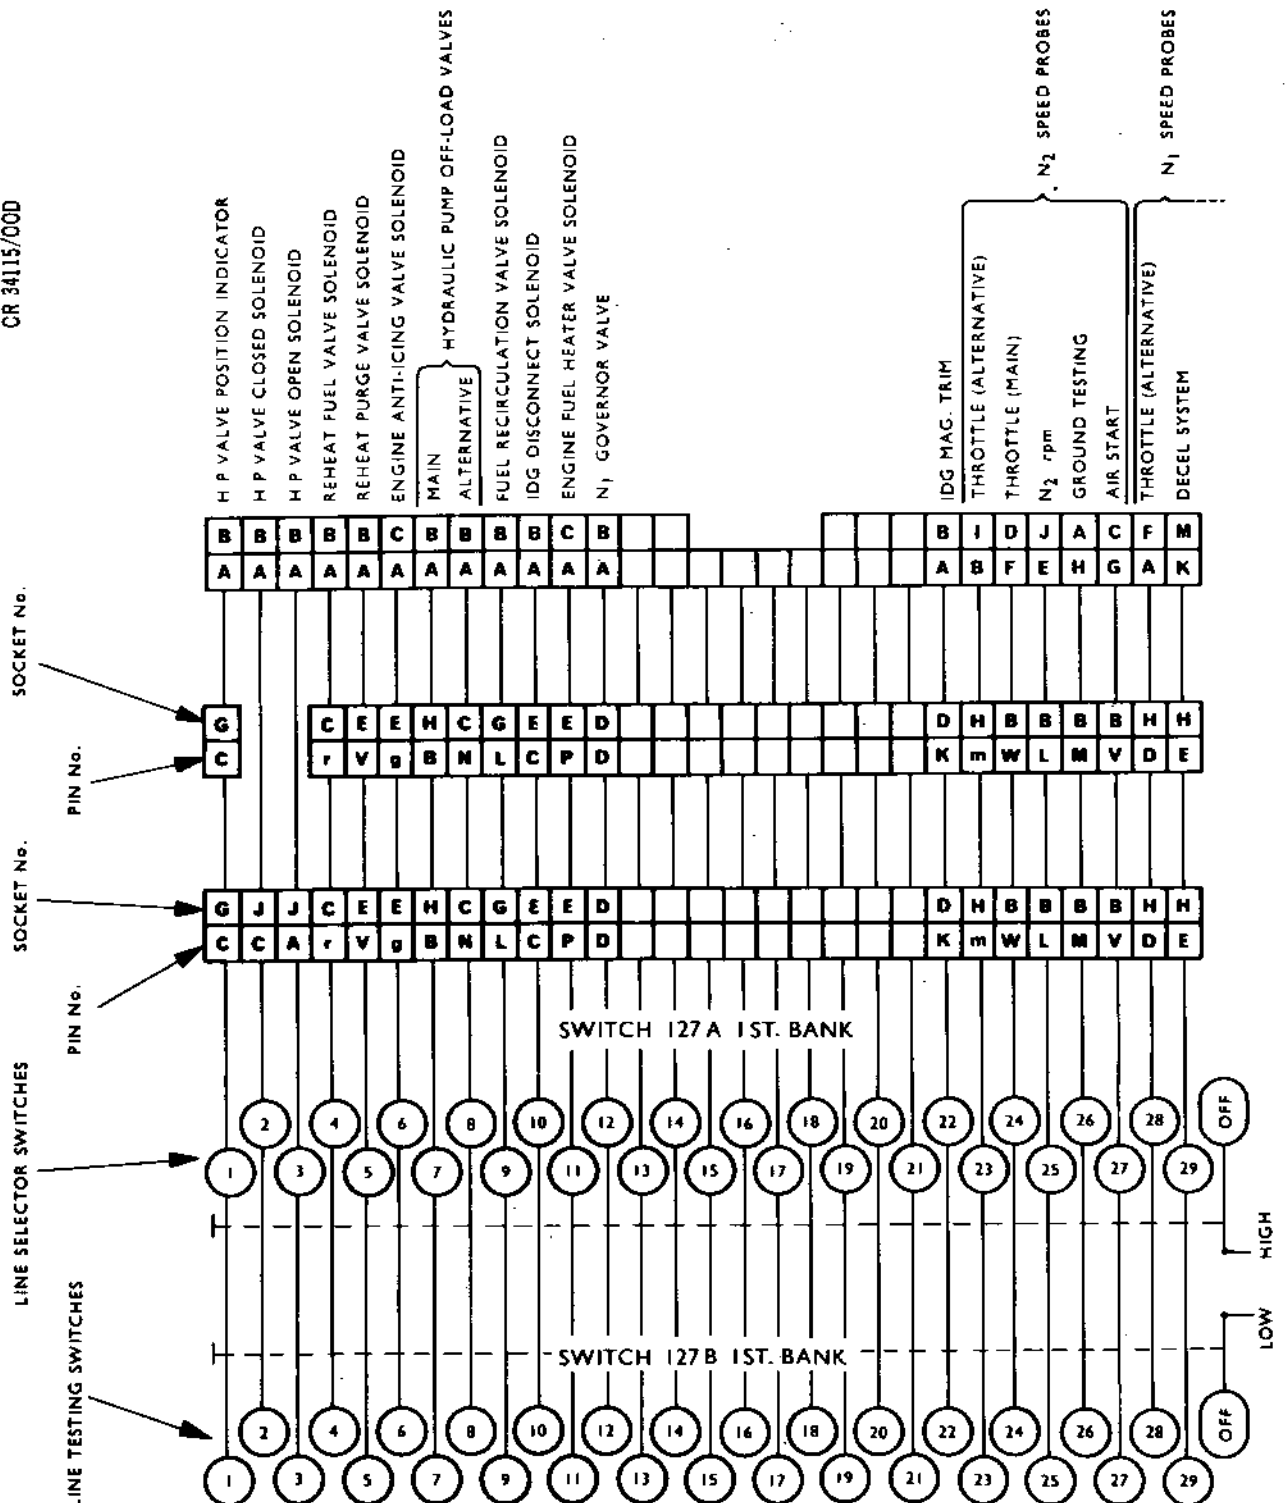 CR 34115/00D
H P VALVE POSITION INDICATOR
H P VALVE CLOSED SOLENOID
H P VALVE OPEN SOLENOID
REHEAT FUEL VALVE SOLENOID
REHEAT PURGE VALVE SOLENOID
ENGINE ANTI-ICING VALVE SOLENOID
MAIN
ALTERNATIVE
HYDRAULIC PUMP OFF-LOAD VALVES
FUEL RECIRCULATION VALVE SOLENOID
IDG DISCONNECT SOLENOID
ENGINE FUEL HEATER VALVE SOLENOID
N1 GOVERNOR VALVE
IDG MAG. TRIM
THROTTLE (ALTERNATIVE)
THROTTLE (MAIN)
N2 rpm
GROUND TESTING
AIR START
N2 SPEED PROBES
THROTTLE (ALTERNATIVE)
DECEL SYSTEM
N1 SPEED PROBES
B B B B B C B B B B C B B I D J A C F M
A A A A A A A A A A A A A B F E H G A K
SOCKET No.
G C E E H C G E E D D H B B B B H H
PIN No.
C r V g B N L C P D K m W L M V D E
SOCKET No.
G J J C E E H C G E E D D H B B B B H H
PIN No.
C C A r V g B N L C P D K m W L M V D E
SWITCH 127A 1ST. BANK
LINE SELECTOR SWITCHES
2 4 6 8 10 12 14 16 18 20 22 24 26 28 OFF
1 3 5 7 9 11 13 15 17 19 21 23 25 27 29
HIGH
LOW
SWITCH 127B 1ST. BANK
LINE TESTING SWITCHES
2 4 6 8 10 12 14 16 18 20 22 24 26 28 OFF
1 3 5 7 9 11 13 15 17 19 21 23 25 27 29